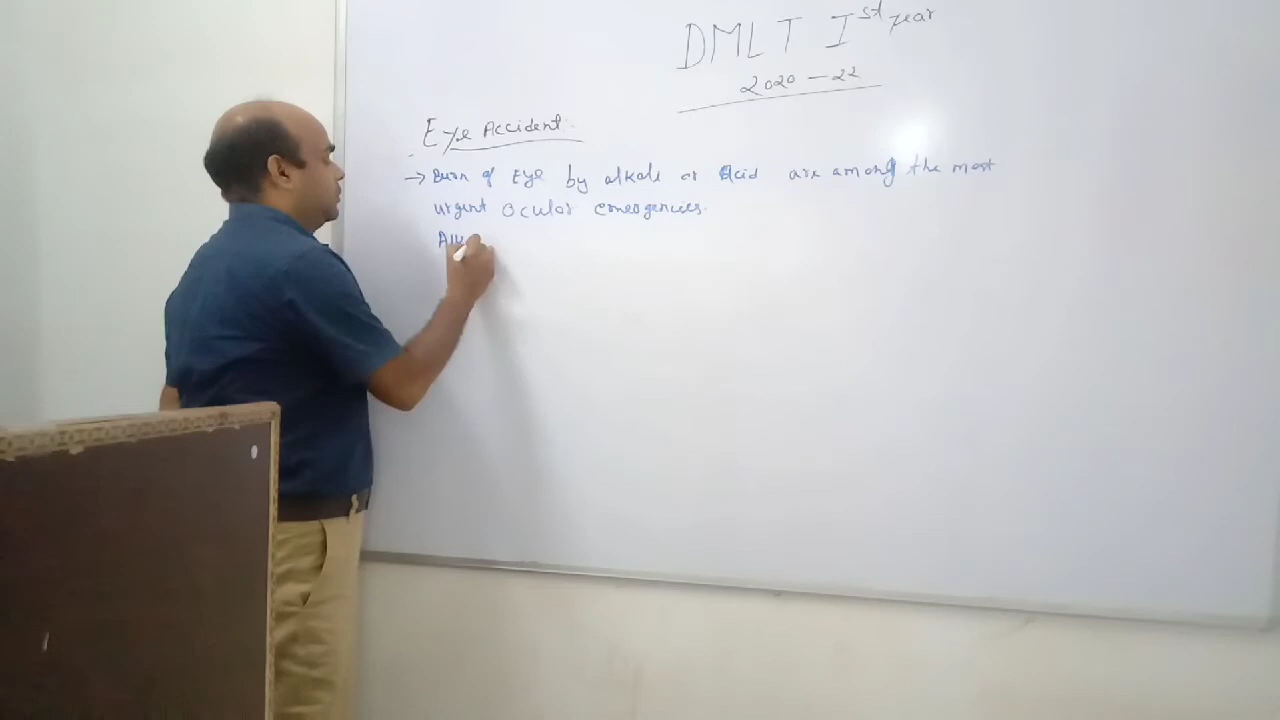 DMLT Ist year
2020-22
Eye Accident:
→ Burn of Eye by alkali or Acid are among the most
urgent Ocular emergencies.